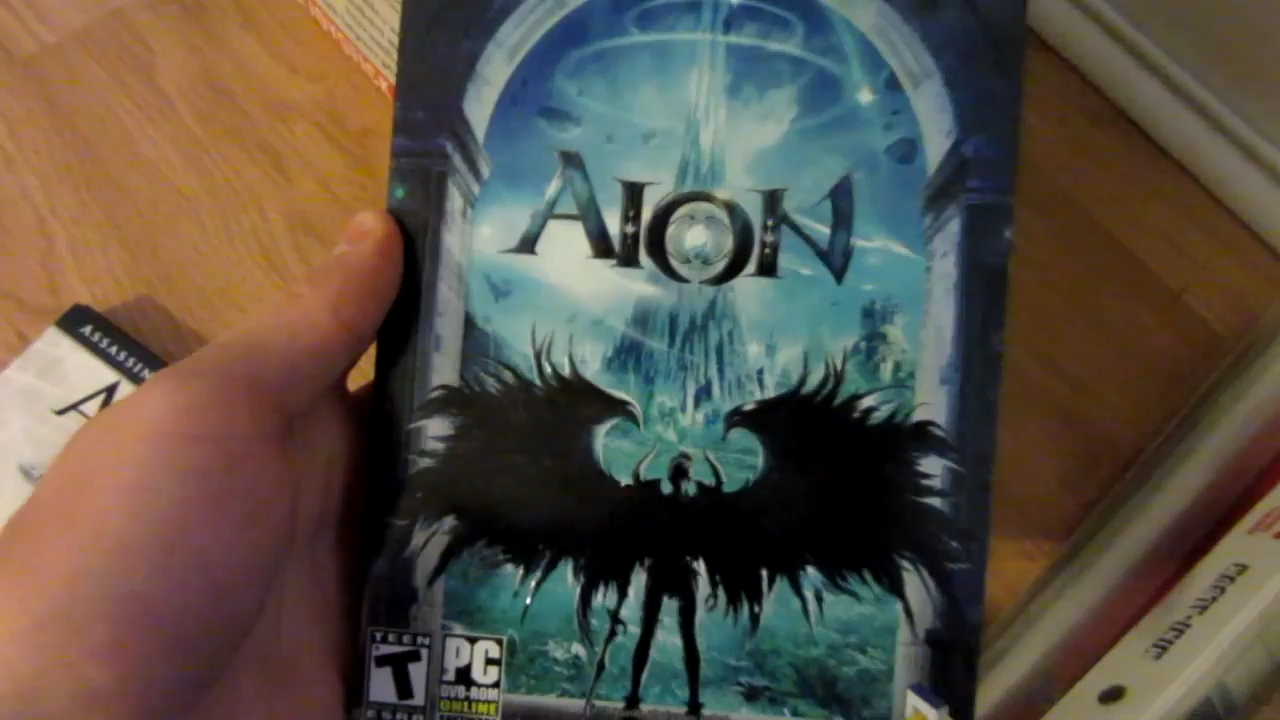 AION
ASSASSIN
A
TEEN
T
ESRB
PC
DVD-ROM
ONLINE